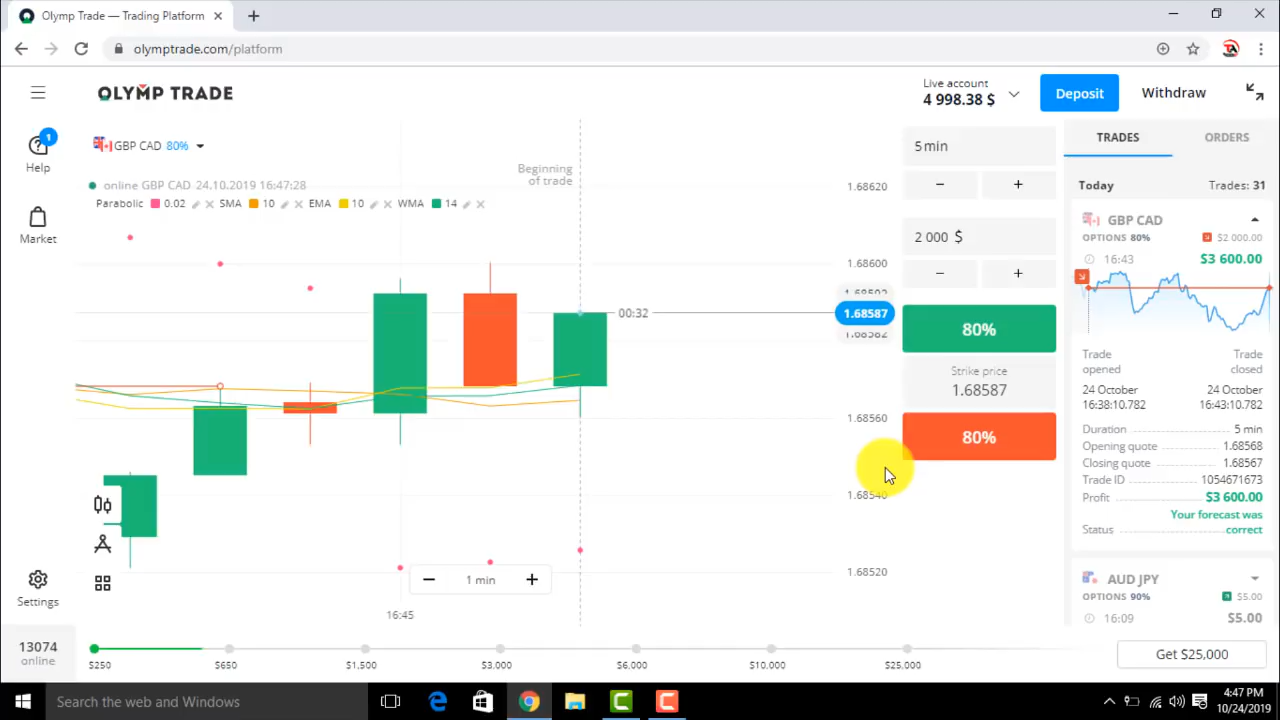 Olymp Trade — Trading Platform
olymptrade.com/platform
OLYMP TRADE
Live account
4 998.38 $
Deposit
Withdraw
1
Help
Market
Settings
13074
online
GBP CAD 80%
online GBP CAD 24.10.2019 16:47:28
Parabolic 0.02 SMA 10 EMA 10 WMA 14
Beginning
of trade
00:32
1.68620
1.68600
1.68592
1.68587
1.68582
1.68560
1.68540
1.68520
1 min
16:45
5 min
2 000 $
80%
Strike price
1.68587
80%
TRADES ORDERS
Today Trades: 31
GBP CAD
OPTIONS 80% $2 000.00
16:43 $3 600.00
Trade Trade
opened closed
24 October 24 October
16:38:10.782 16:43:10.782
Duration 5 min
Opening quote 1.68568
Closing quote 1.68567
Trade ID 1054671673
Profit $3 600.00
Your forecast was
Status correct
AUD JPY
OPTIONS 90% $5.00
16:09 $5.00
$250 $650 $1,500 $3,000 $6,000 $10,000 $25,000
Get $25,000
Search the web and Windows
4:47 PM
10/24/2019